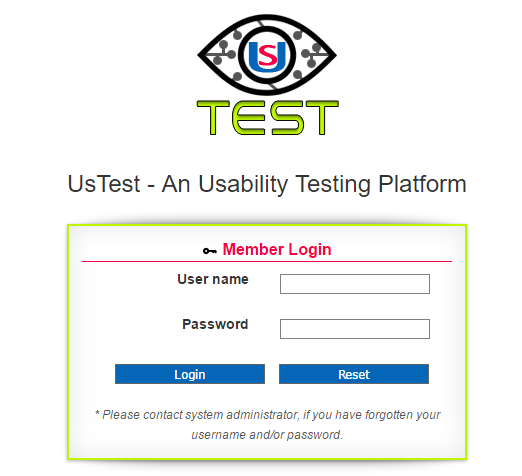 US
TEST
UsTest - An Usability Testing Platform
Member Login
User name
Password
Login Reset
* Please contact system administrator, if you have forgotten your
username and/or password.